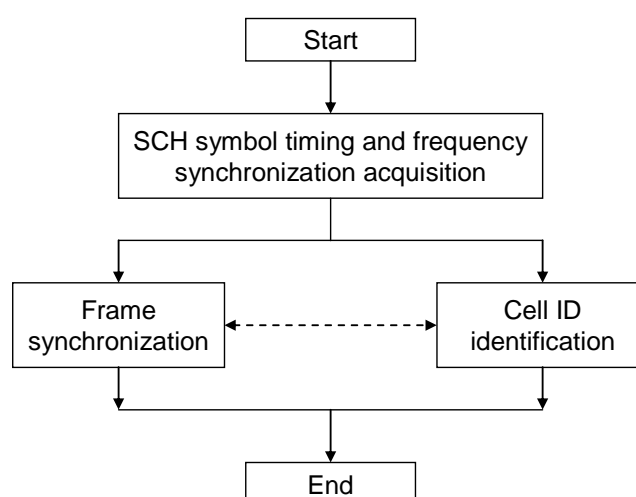 Start
SCH symbol timing and frequency
synchronization acquisition
Frame
synchronization
Cell ID
identification
End